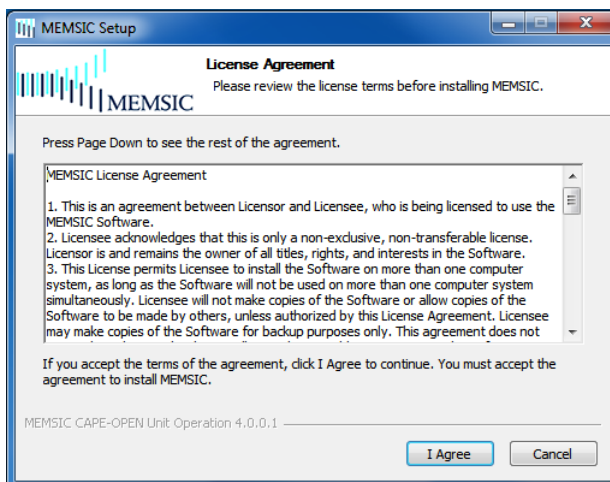 MEMSIC Setup
License Agreement
Please review the license terms before installing MEMSIC.
MEMSIC
Press Page Down to see the rest of the agreement.
MEMSIC License Agreement
1. This is an agreement between Licensor and Licensee, who is being licensed to use the
MEMSIC Software.
2. Licensee acknowledges that this is only a non-exclusive, non-transferable license.
Licensor is and remains the owner of all titles, rights, and interests in the Software.
3. This License permits Licensee to install the Software on more than one computer
system, as long as the Software will not be used on more than one computer system
simultaneously. Licensee will not make copies of the Software or allow copies of the
Software to be made by others, unless authorized by this License Agreement. Licensee
may make copies of the Software for backup purposes only. This agreement does not
If you accept the terms of the agreement, click I Agree to continue. You must accept the
agreement to install MEMSIC.
MEMSIC CAPE-OPEN Unit Operation 4.0.0.1
I Agree
Cancel